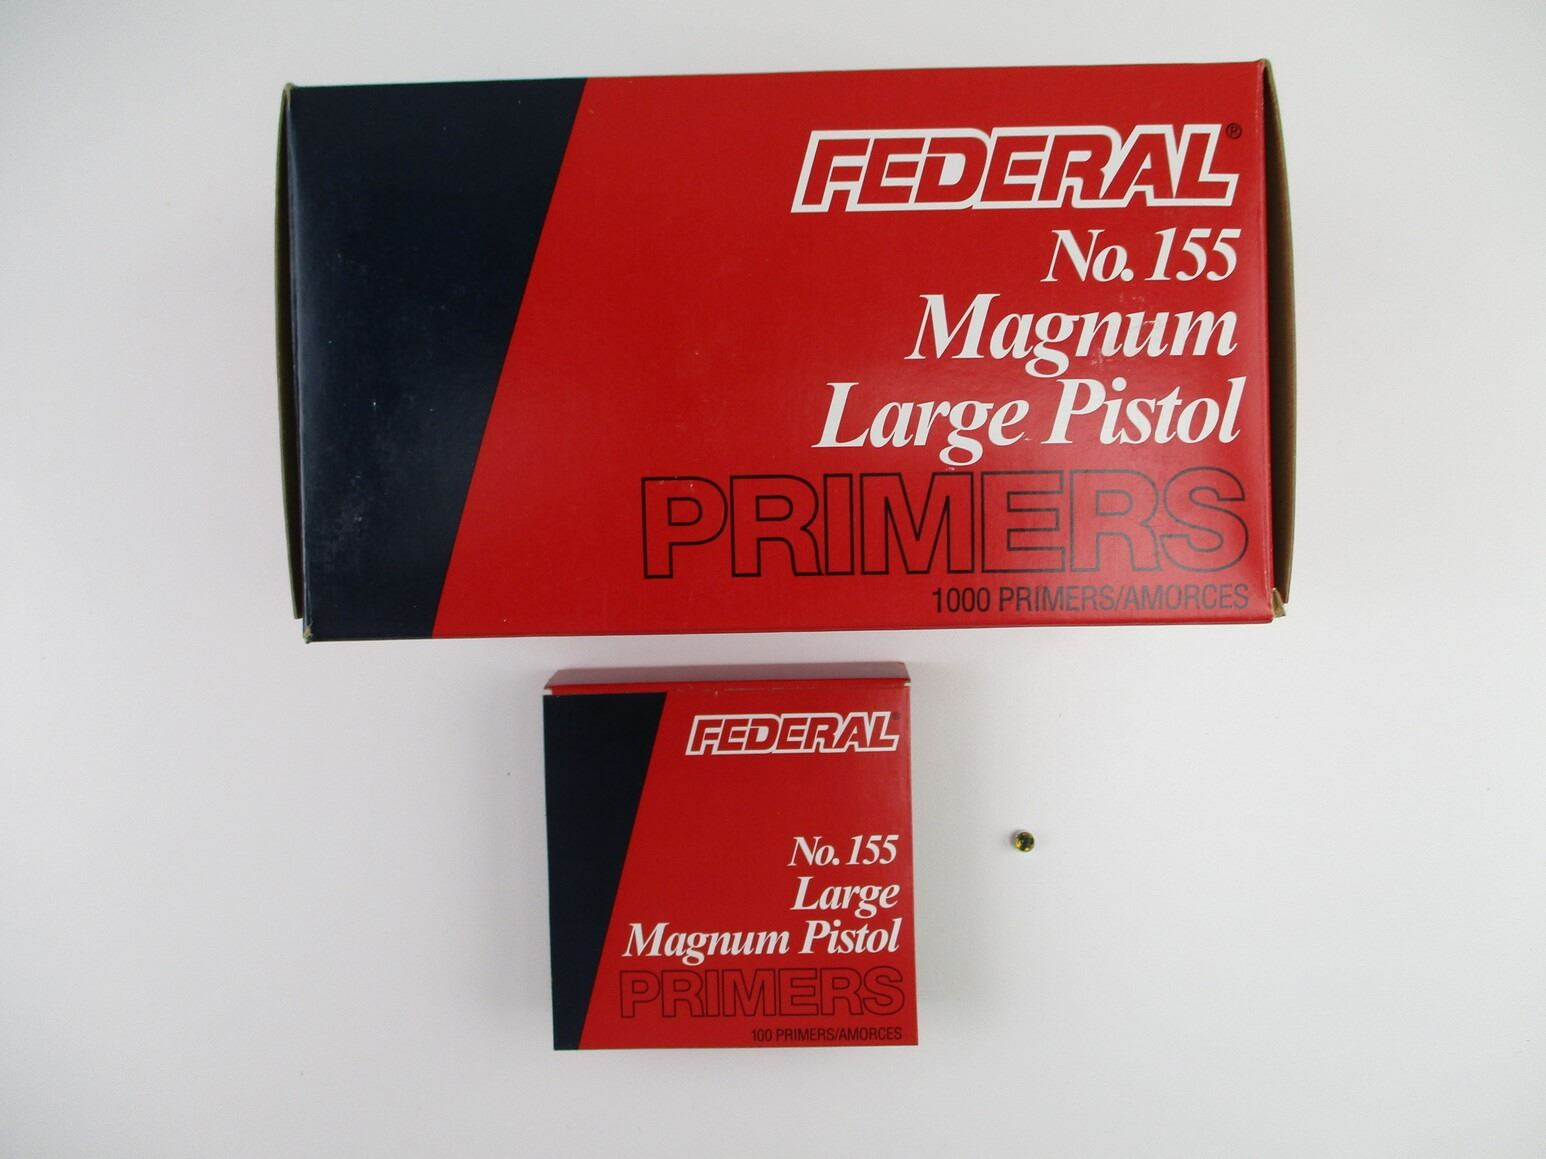 FEDERAL®
No. 155
Magnum
Large Pistol
PRIMERS
1000 PRIMERS/AMORCES
FEDERAL
No. 155
Large
Magnum Pistol
PRIMERS
100 PRIMERS/AMORCES